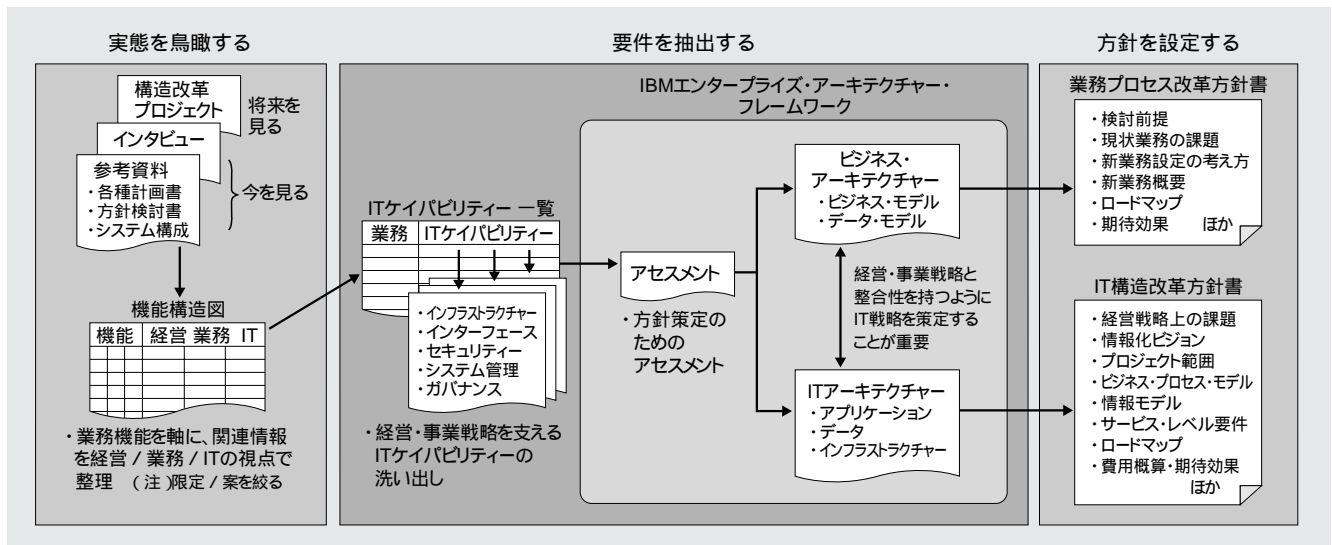 実態を鳥瞰する
構造改革
プロジェクト
将来を
見る
インタビュー
参考資料
・各種計画書
・方針検討書
・システム構成
今を見る
機能構造図
機能 経営 業務 IT
・業務機能を軸に、関連情報
を経営 / 業務 / ITの視点で
整理 (注)限定 / 案を絞る
要件を抽出する
ITケイパビリティー 一覧
業務 ITケイパビリティー
・インフラストラクチャー
・インターフェース
・セキュリティー
・システム管理
・ガバナンス
・経営・事業戦略を支える
ITケイパビリティーの
洗い出し
IBMエンタープライズ・アーキテクチャー・
フレームワーク
アセスメント
・方針策定の
ための
アセスメント
ビジネス・
アーキテクチャー
・ビジネス・モデル
・データ・モデル
経営・事業戦略と
整合性を持つように
IT戦略を策定する
ことが重要
ITアーキテクチャー
・アプリケーション
・データ
・インフラストラクチャー
方針を設定する
業務プロセス改革方針書
・検討前提
・現状業務の課題
・新業務設定の考え方
・新業務概要
・ロードマップ
・期待効果 ほか
IT構造改革方針書
・経営戦略上の課題
・情報化ビジョン
・プロジェクト範囲
・ビジネス・プロセス・モデル
・情報モデル
・サービス・レベル要件
・ロードマップ
・費用概算・期待効果
ほか